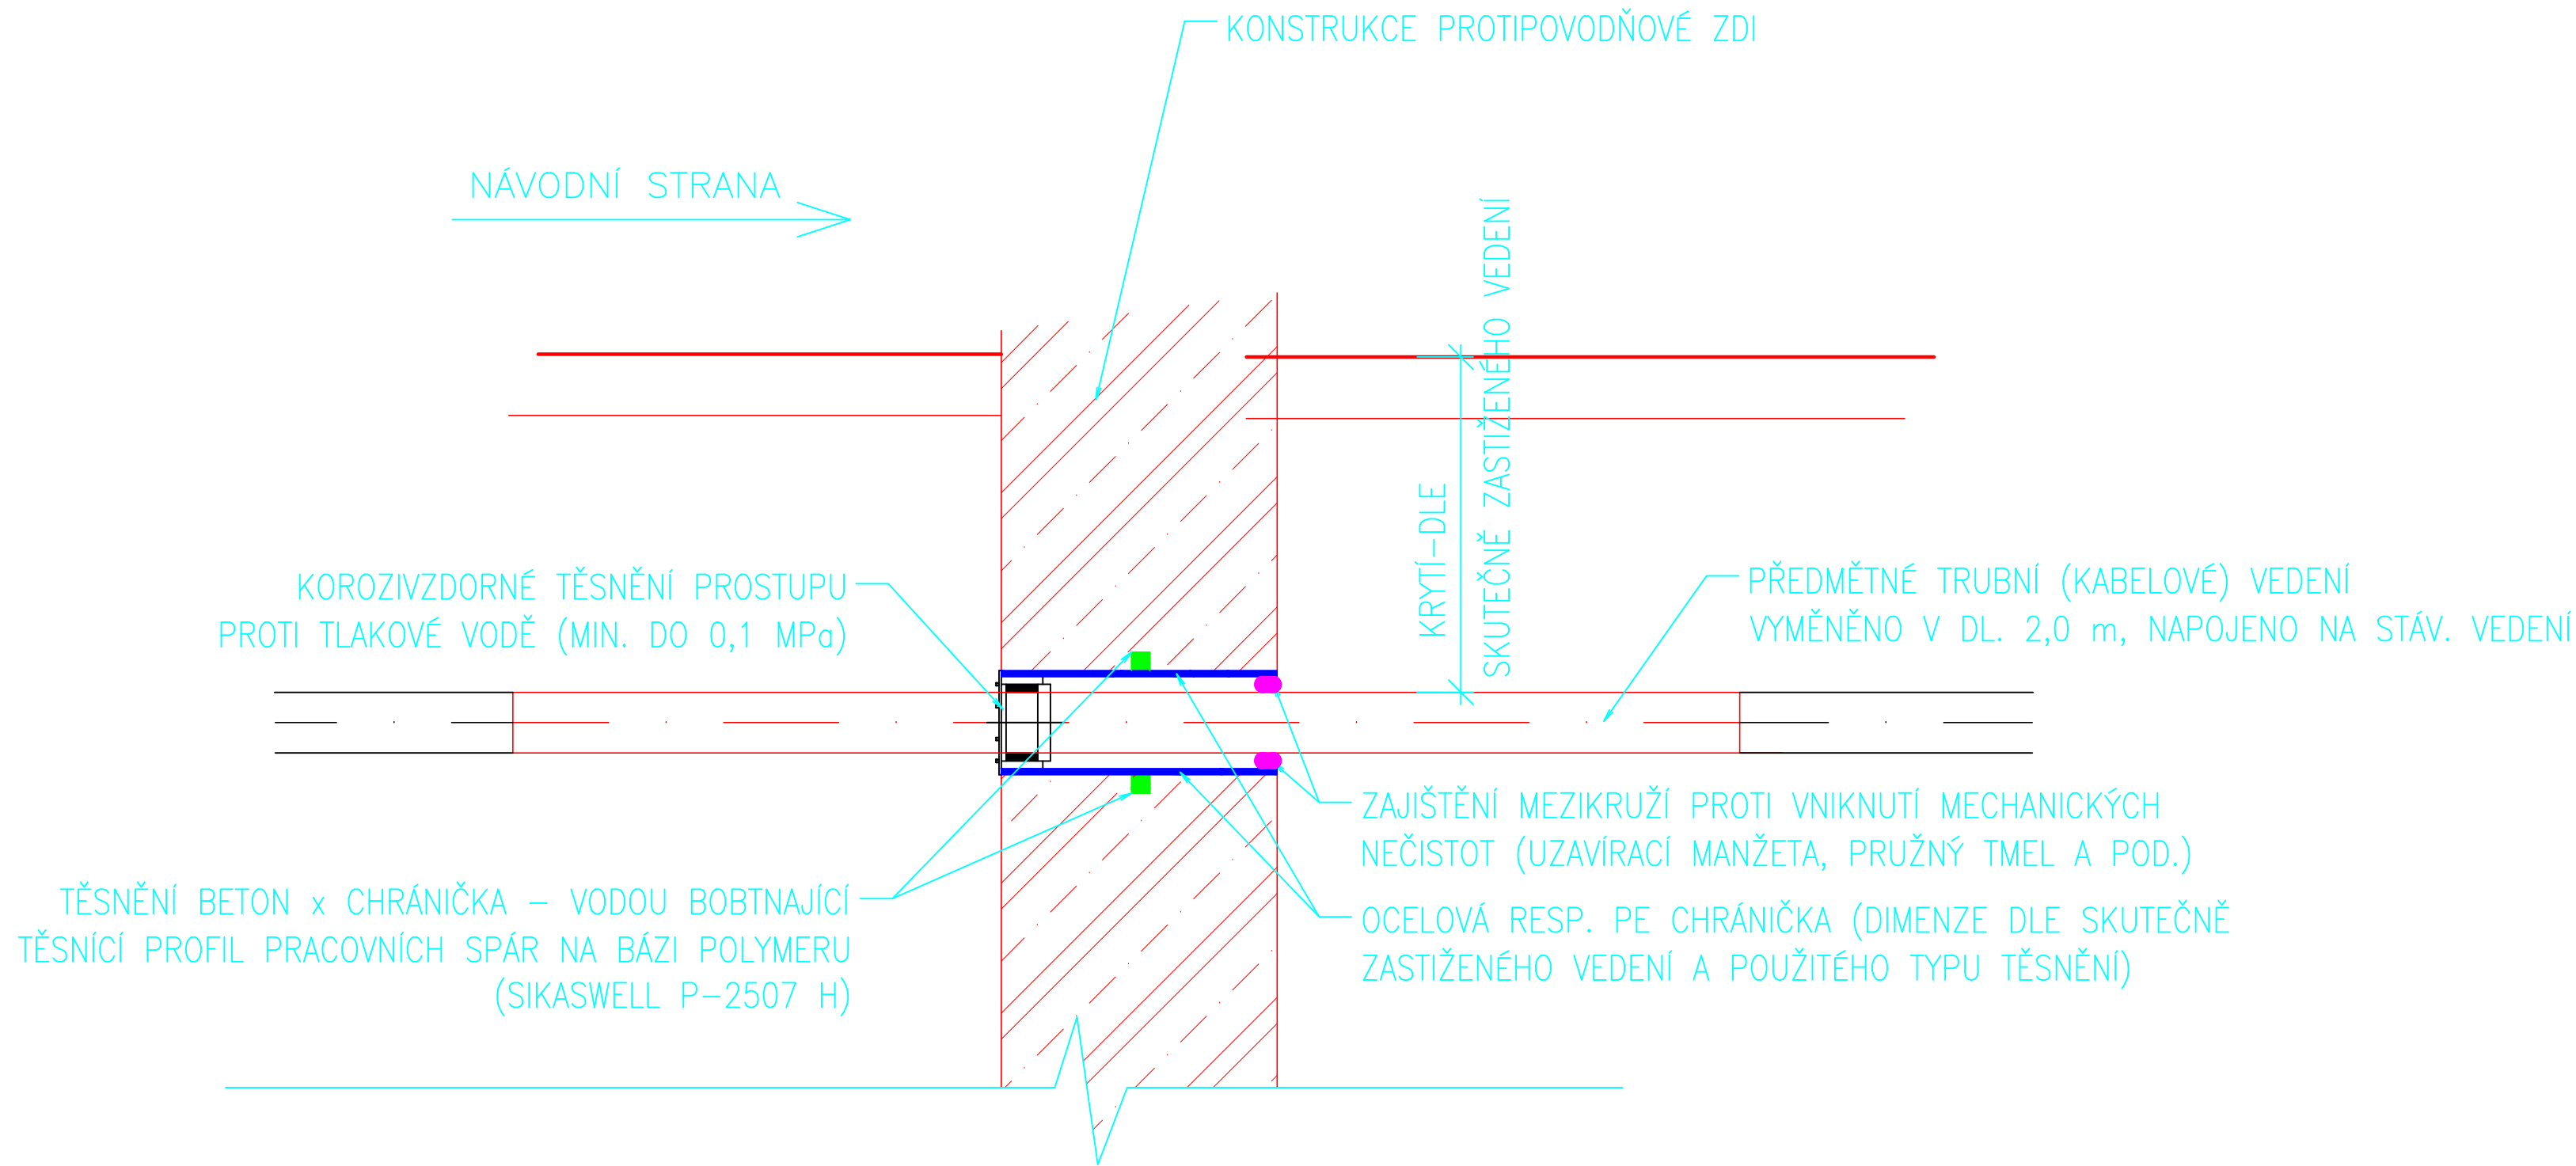 KONSTRUKCE PROTIPOVODŇOVÉ ZDI
NÁVODNÍ STRANA
KRYTÍ-DLE
SKUTEČNĚ ZASTIŽENÉHO VEDENÍ
KOROZIVZDORNÉ TĚSNĚNÍ PROSTUPU
PROTI TLAKOVÉ VODĚ (MIN. DO 0,1 MPa)
PŘEDMĚTNÉ TRUBNÍ (KABELOVÉ) VEDENÍ
VYMĚNĚNO V DL. 2,0 m, NAPOJENO NA STÁV. VEDENÍ
ZAJIŠTĚNÍ MEZIKRUŽÍ PROTI VNIKNUTÍ MECHANICKÝCH
NEČISTOT (UZAVÍRACÍ MANŽETA, PRUŽNÝ TMEL A POD.)
TĚSNĚNÍ BETON x CHRÁNIČKA – VODOU BOBTNAJÍCÍ
TĚSNÍCÍ PROFIL PRACOVNÍCH SPÁR NA BÁZI POLYMERU
(SIKASWELL P-2507 H)
OCELOVÁ RESP. PE CHRÁNIČKA (DIMENZE DLE SKUTEČNĚ
ZASTIŽENÉHO VEDENÍ A POUŽITÉHO TYPU TĚSNĚNÍ)